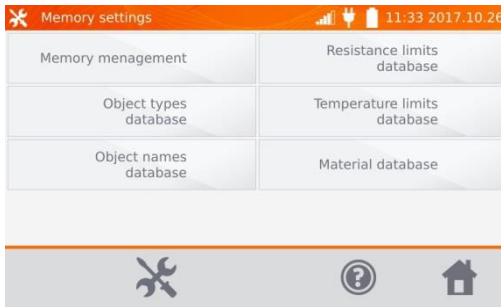 Memory settings
11:33 2017.10.26
Memory menagement
Resistance limits
database
Object types
database
Temperature limits
database
Object names
database
Material database